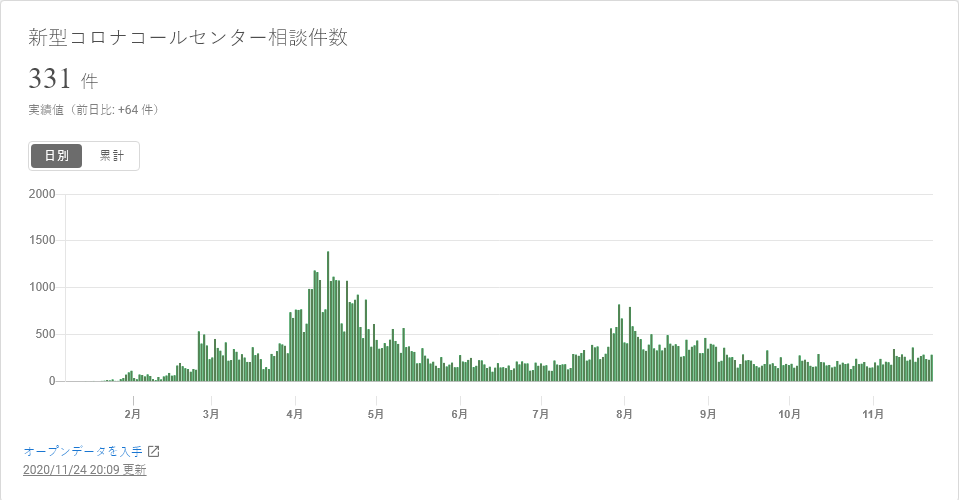 新型コロナコールセンター相談件数
331 件
実績値（前日比: +64 件）
日別 累計
2000
1500
1000
500
0
2月 3月 4月 5月 6月 7月 8月 9月 10月 11月
オープンデータを入手
2020/11/24 20:09 更新